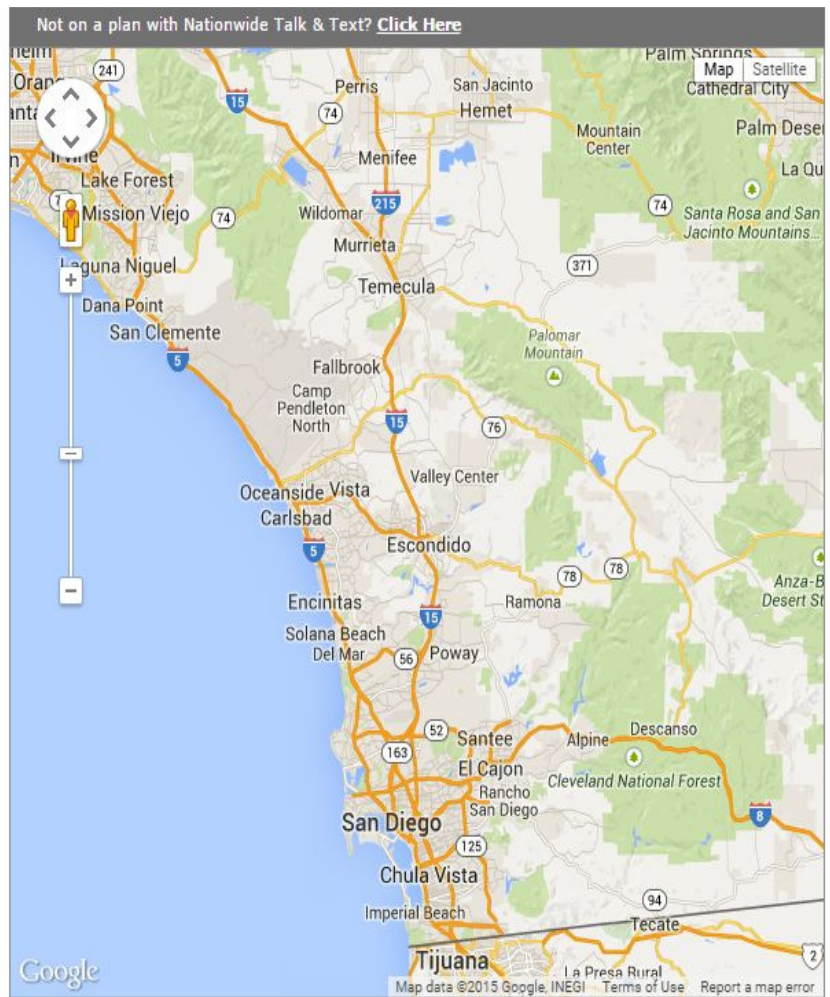 Not on a plan with Nationwide Talk & Text? Click Here
Palm Springs
241
Map Satellite
Cathedral City
15
Perris
San Jacinto
Hemet
74
Mountain
Center
Palm Deser
Menifee
La Qu
Lake Forest
215
Mission Viejo
74
Wildomar
74
Santa Rosa and San
Jacinto Mountains...
Murrieta
Laguna Niguel
371
Temecula
Dana Point
San Clemente
Palomar
Mountain
5
Fallbrook
Camp
Pendleton
North
15
76
Valley Center
Oceanside Vista
Carlsbad
5
Escondido
78
78
Anza-B
Desert St
Encinitas
Ramona
15
Solana Beach
Del Mar
56
Poway
52
Santee
Alpine
Descanso
163
El Cajon
Cleveland National Forest
Rancho
San Diego
8
San Diego
125
Chula Vista
94
Imperial Beach
Tecate
Tijuana
2
La Presa Rural
Google
Map data ©2015 Google, INEGI Terms of Use Report a map error